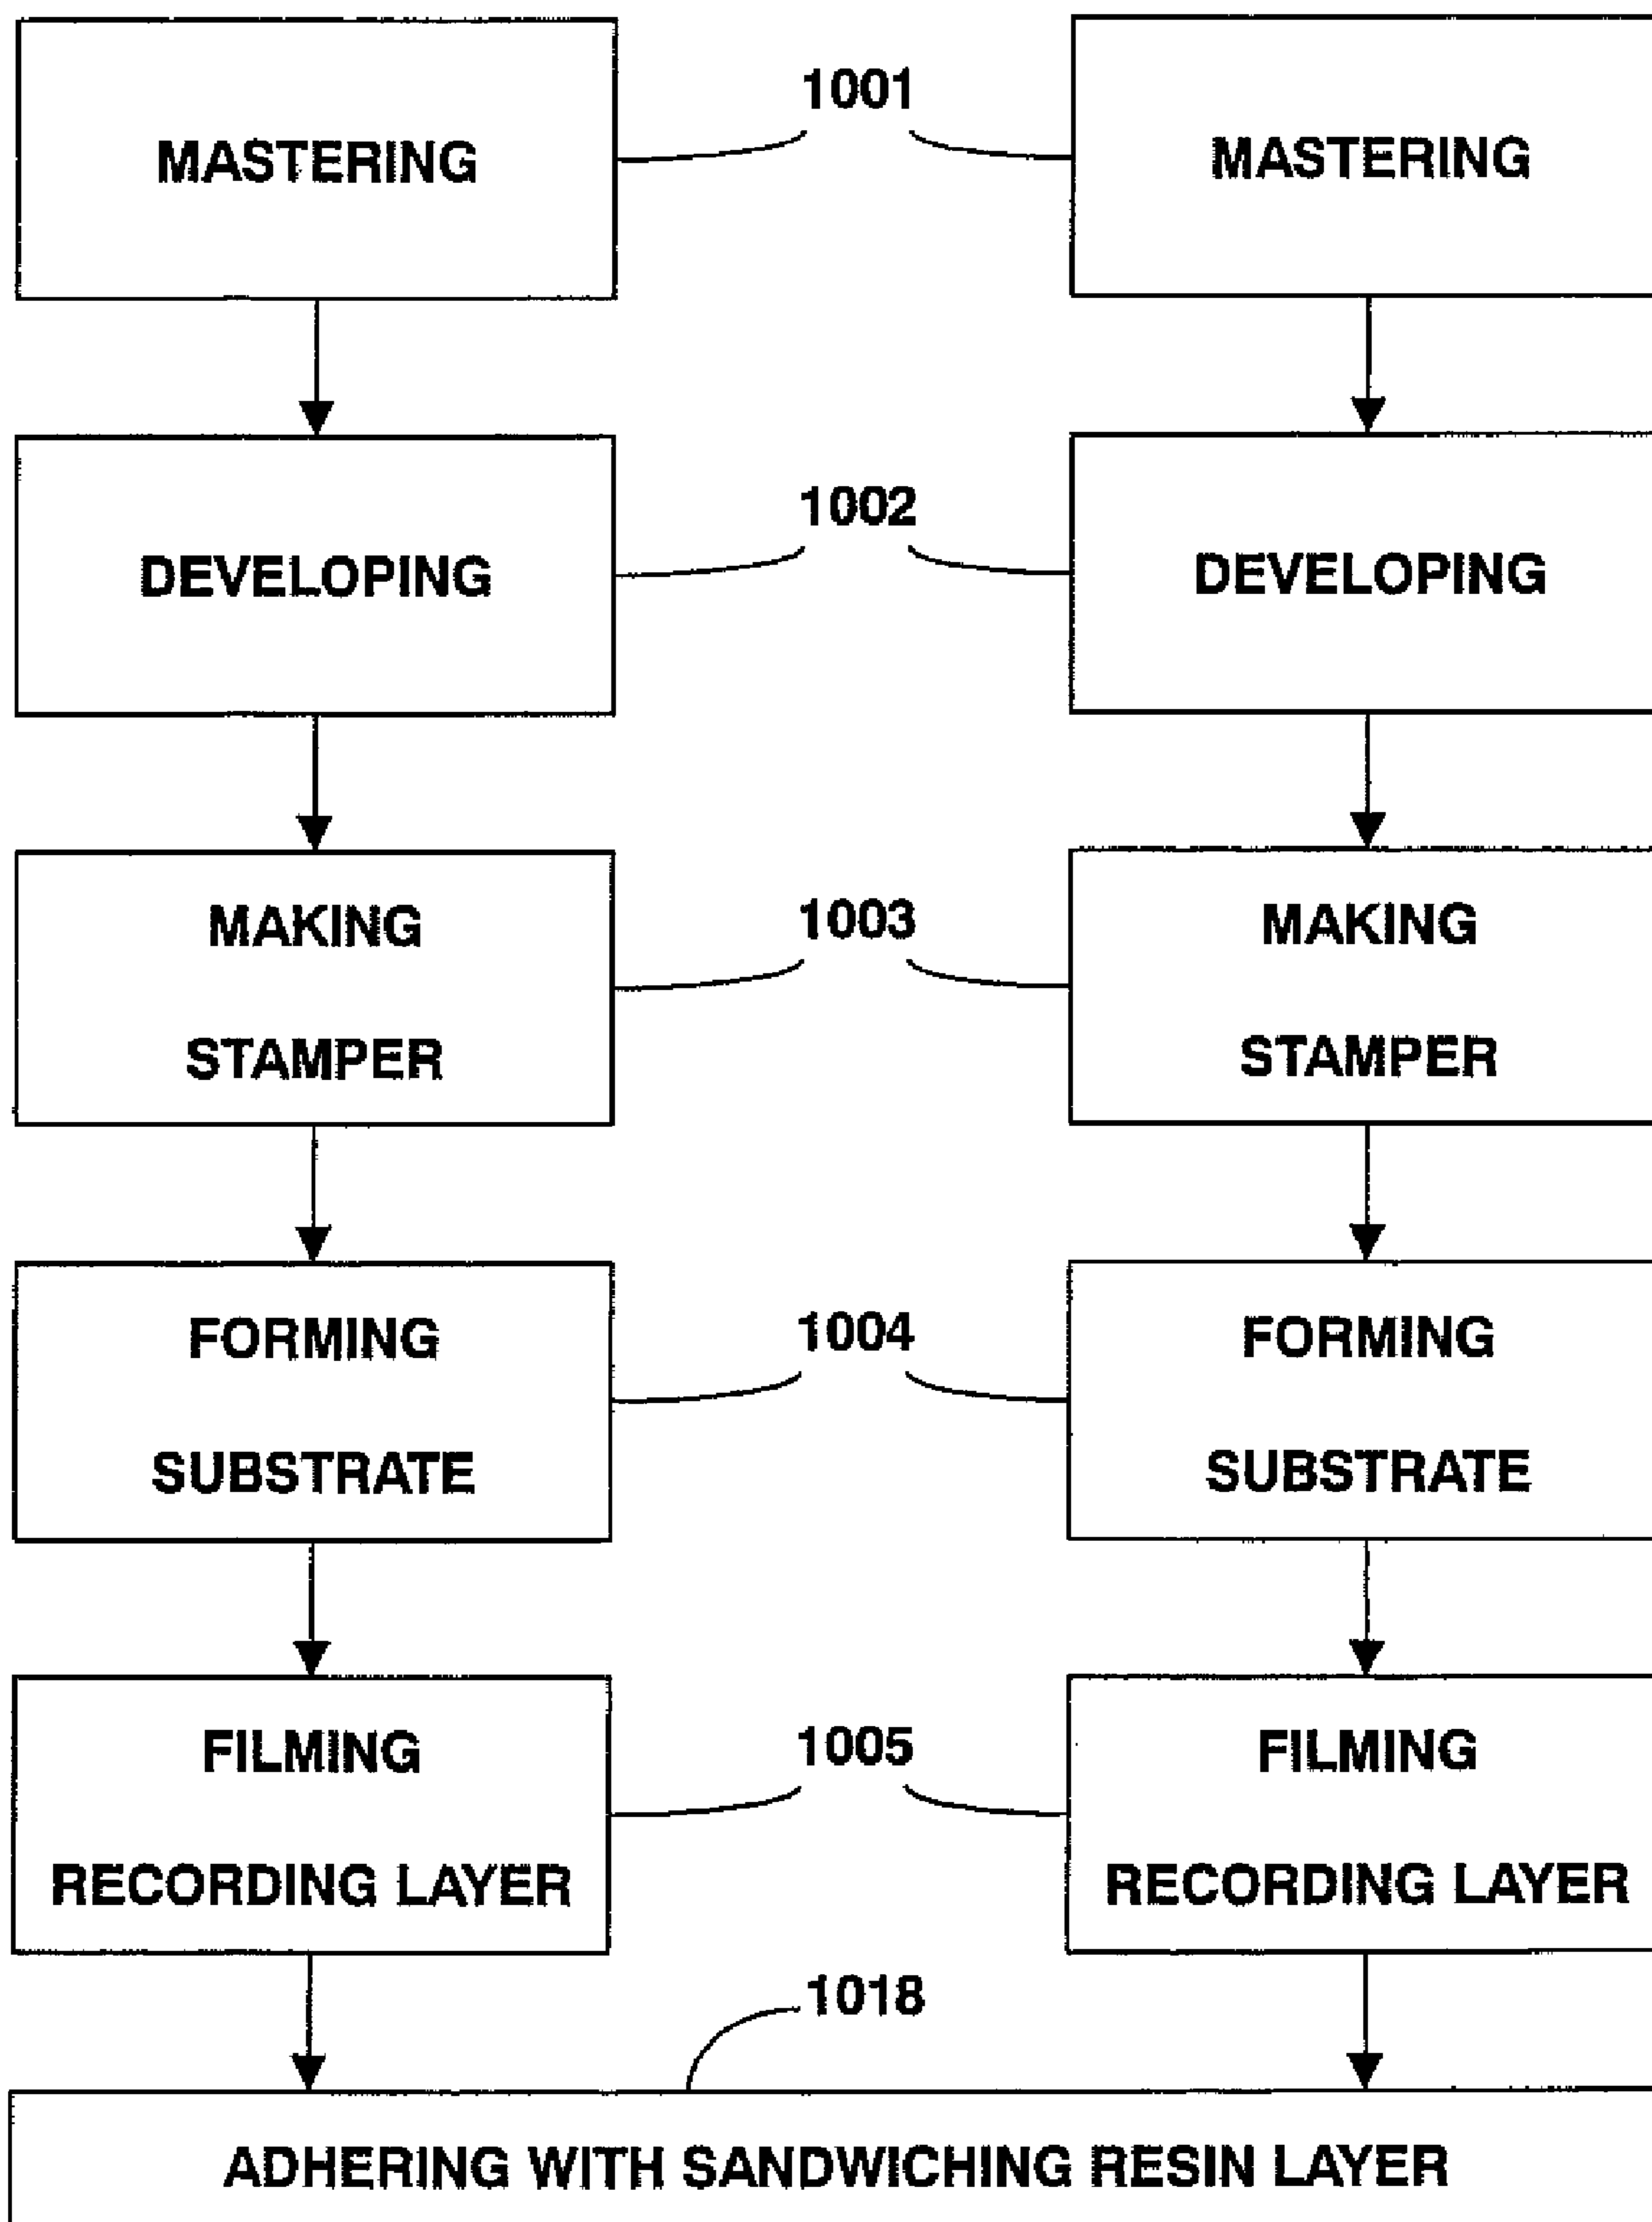 MASTERING
1001
MASTERING
DEVELOPING
1002
DEVELOPING
MAKING
STAMPER
1003
MAKING
STAMPER
FORMING
SUBSTRATE
1004
FORMING
SUBSTRATE
FILMING
RECORDING LAYER
1005
FILMING
RECORDING LAYER
1018
ADHERING WITH SANDWICHING RESIN LAYER